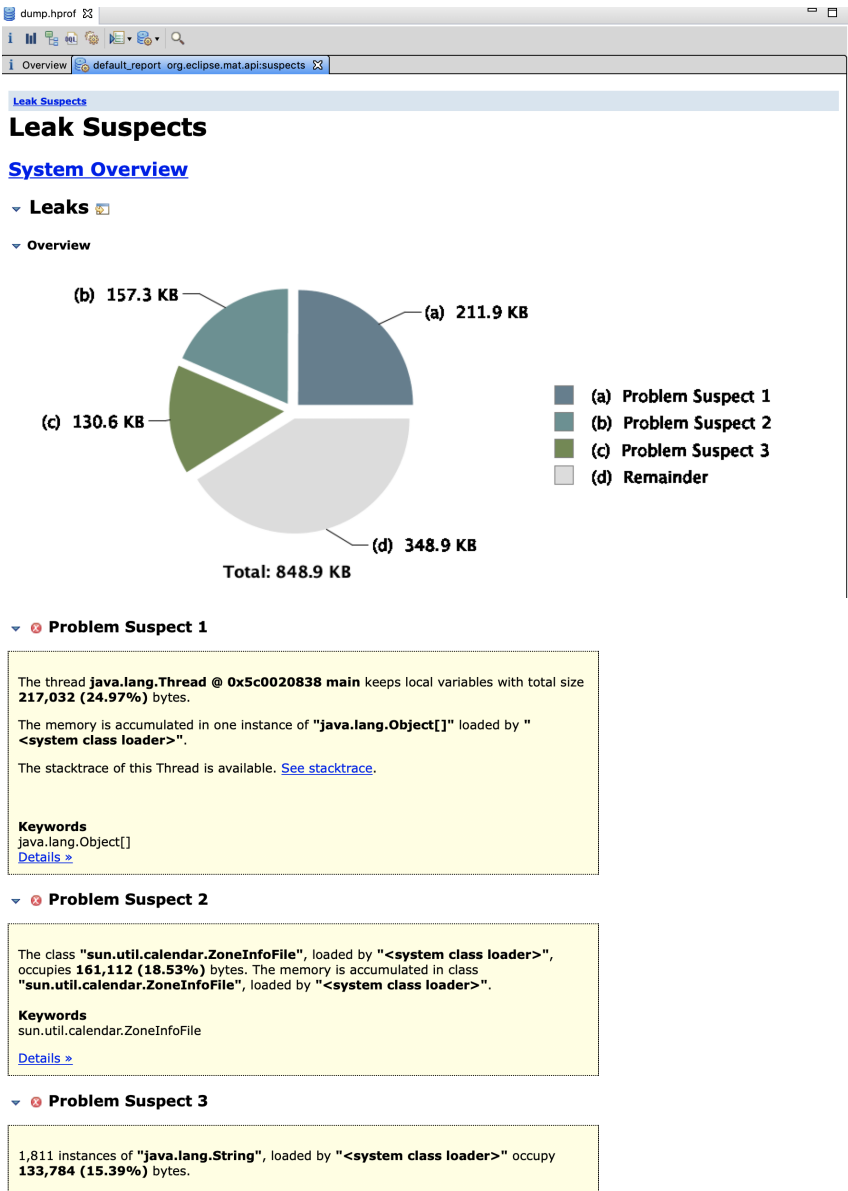 dump.hprof
i OQL
i Overview default_report org.eclipse.mat.api:suspects
Leak Suspects
Leak Suspects
System Overview
Leaks
Overview
(b) 157.3 KB
(a) 211.9 KB
(c) 130.6 KB
(a) Problem Suspect 1
(b) Problem Suspect 2
(c) Problem Suspect 3
(d) Remainder
(d) 348.9 KB
Total: 848.9 KB
Problem Suspect 1
The thread java.lang.Thread @ 0x5c0020838 main keeps local variables with total size
217,032 (24.97%) bytes.
The memory is accumulated in one instance of "java.lang.Object[]" loaded by "
<system class loader>".
The stacktrace of this Thread is available. See stacktrace.
Keywords
java.lang.Object[]
Details »
Problem Suspect 2
The class "sun.util.calendar.ZoneInfoFile", loaded by "<system class loader>",
occupies 161,112 (18.53%) bytes. The memory is accumulated in class
"sun.util.calendar.ZoneInfoFile", loaded by "<system class loader>".
Keywords
sun.util.calendar.ZoneInfoFile
Details »
Problem Suspect 3
1,811 instances of "java.lang.String", loaded by "<system class loader>" occupy
133,784 (15.39%) bytes.